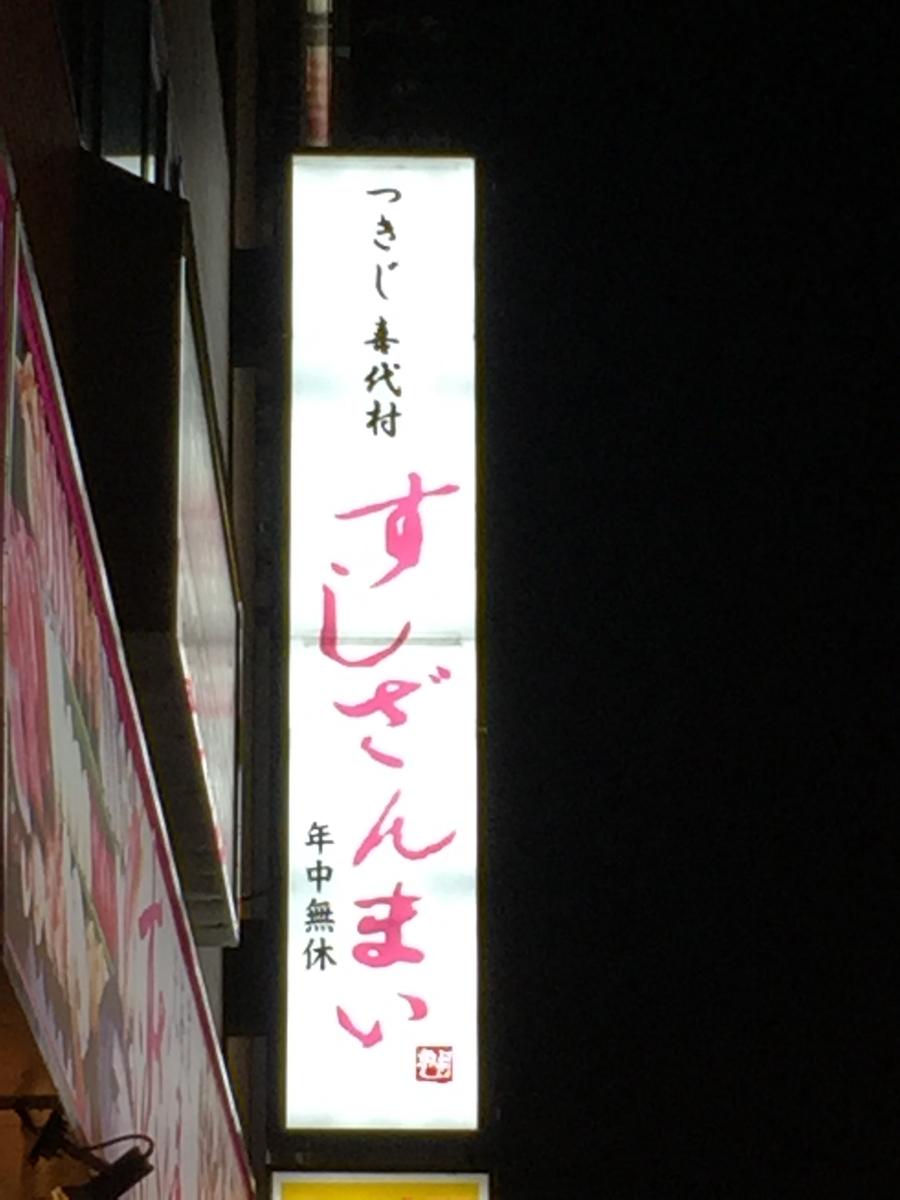 つきじ喜代村
すしざんまい
年中無休